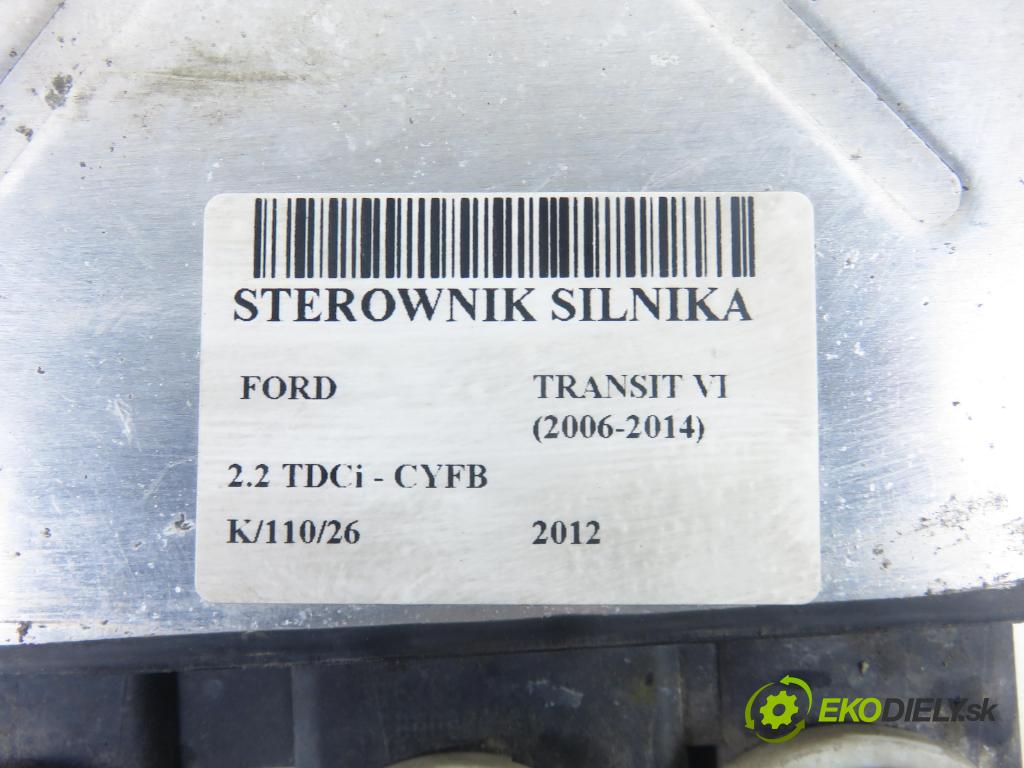 STEROWNIK SILNIKA
FORD TRANSIT VI
(2006-2014)
2.2 TDCi - CYFB
K/110/26 2012
EKODIELY.sk